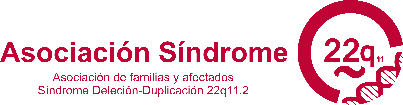 Asociación Síndrome
Asociación de familias y afectados
Síndrome Deleción-Duplicación 22q11.2
22q11